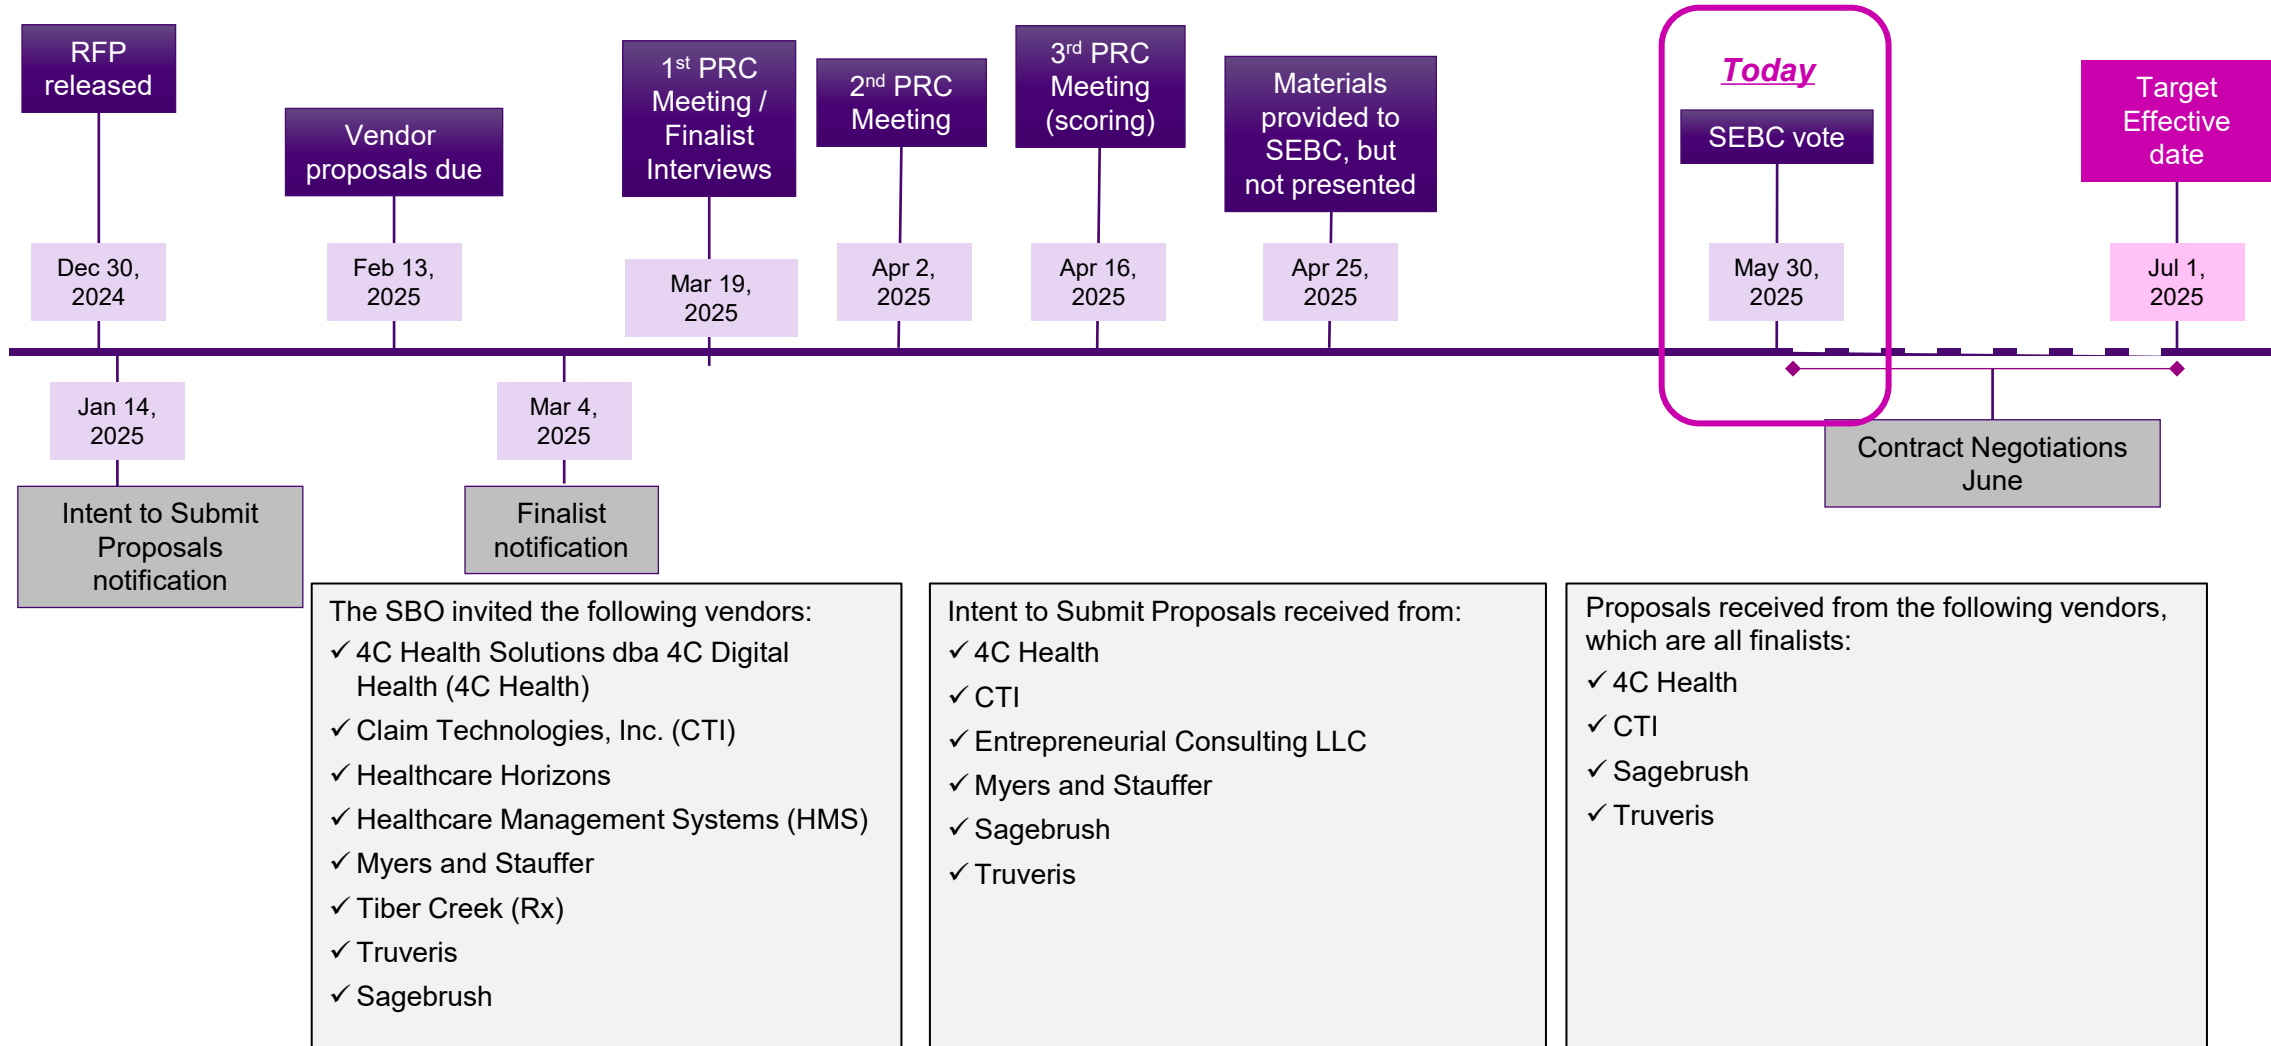 RFP
released
Vendor
proposals due
1st PRC
Meeting /
Finalist
Interviews
2nd PRC
Meeting
3rd PRC
Meeting
(scoring)
Materials
provided to
SEBC, but
not presented
Today
SEBC vote
Target
Effective
date
Dec 30,
2024
Feb 13,
2025
Mar 19,
2025
Apr 2,
2025
Apr 16,
2025
Apr 25,
2025
May 30,
2025
Jul 1,
2025
Jan 14,
2025
Mar 4,
2025
Intent to Submit
Proposals
notification
Finalist
notification
Contract Negotiations
June
The SBO invited the following vendors:
✓ 4C Health Solutions dba 4C Digital
Health (4C Health)
✓ Claim Technologies, Inc. (CTI)
✓ Healthcare Horizons
✓ Healthcare Management Systems (HMS)
✓ Myers and Stauffer
✓ Tiber Creek (Rx)
✓ Truveris
✓ Sagebrush
Intent to Submit Proposals received from:
✓ 4C Health
✓ CTI
✓ Entrepreneurial Consulting LLC
✓ Myers and Stauffer
✓ Sagebrush
✓ Truveris
Proposals received from the following vendors,
which are all finalists:
✓ 4C Health
✓ CTI
✓ Sagebrush
✓ Truveris